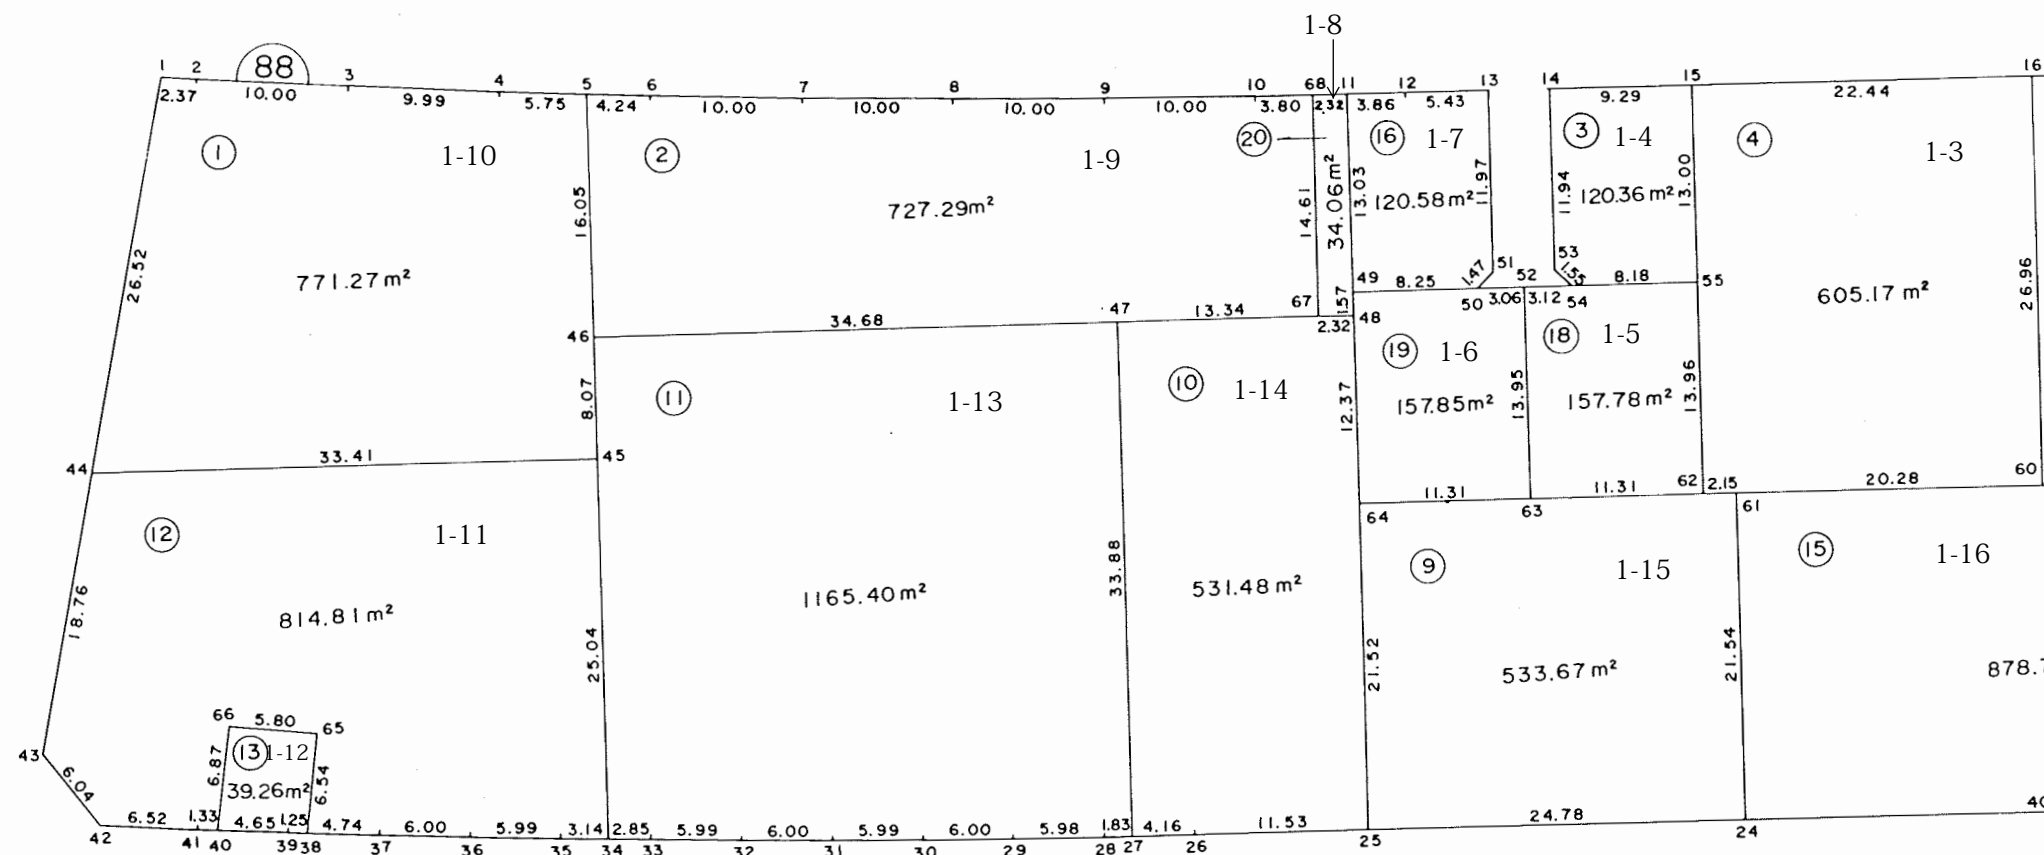 1-8
1 2 88 3 4 5 6 7 8 9 10 68 11 12 13 14 15 16
2.37 10.00 9.99 5.75 4.24 10.00 10.00 10.00 10.00 3.80 2.32 3.86 5.43 9.29 22.44
1 1-10 2 1-9 20 16 1-7 3 1-4 4 1-3
26.52 771.27m² 16.05 727.29m² 14.61 34.06m² 13.03 120.58m² 11.97 11.94 120.36m² 13.00 605.17m² 26.96
49 8.25 1.47 51 52 53 1.55 8.18 55
34.68 47 13.34 67 1.57 50 3.06 3.12 54
46 2.32 48
8.07 11 1-13 10 1-14 12.37 19 1-6 157.85m² 13.95 18 1-5 157.78m² 13.96
44 33.41 45 11.31 11.31 62 2.15 20.28 60
64 63 61
12 1-11 9 1-15 15 1-16
18.76 814.81m² 25.04 1165.40m² 33.88 531.48m² 21.52 533.67m² 21.54 878.7
66 5.80 65
43 6.87 13 1-12 6.54
6.04 39.26m²
6.52 1.33 4.65 1.25 4.74 6.00 5.99 3.14 2.85 5.99 6.00 5.99 6.00 5.98 1.83 4.16 11.53 24.78 40
42 41 40 39 38 37 36 35 34 33 32 31 30 29 28 27 26 25 24